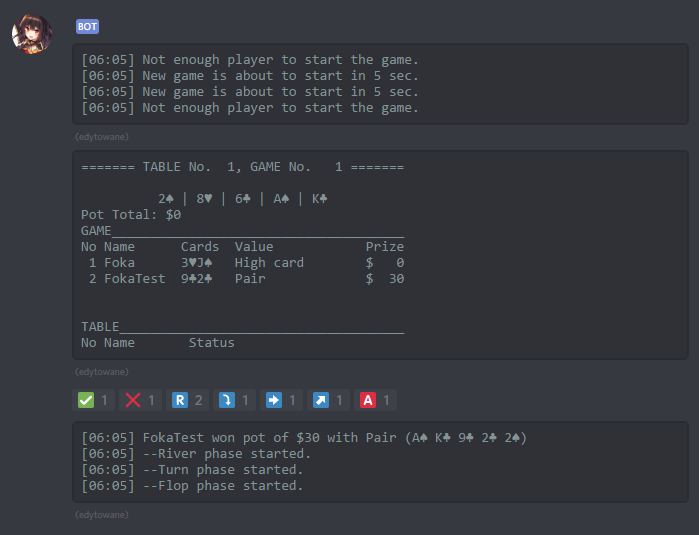 BOT
[06:05] Not enough player to start the game.
[06:05] New game is about to start in 5 sec.
[06:05] New game is about to start in 5 sec.
[06:05] Not enough player to start the game.
(edytowane)
======= TABLE No.  1, GAME No.   1 =======
2♠ | 8♥ | 6♣ | A♠ | K♣
Pot Total: $0
GAME______________________________________
No Name      Cards  Value            Prize
 1 Foka      3♥J♠   High card        $   0
 2 FokaTest  9♣2♣   Pair             $  30
TABLE_____________________________________
No Name       Status
(edytowane)
✅ 1 ❌ 1 R 2 ⤵ 1 ➡ 1 ↗ 1 A 1
[06:05] FokaTest won pot of $30 with Pair (A♠ K♣ 9♣ 2♣ 2♠)
[06:05] --River phase started.
[06:05] --Turn phase started.
[06:05] --Flop phase started.
(edytowane)